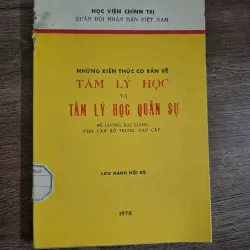 HỌC VIỆN CHÍNH TRỊ
QUÂN ĐỘI NHÂN DÂN VIỆT NAM
NHỮNG KIẾN THỨC CƠ BẢN VỀ
TÂM LÝ HỌC
VÀ
TÂM LÝ HỌC QUÂN SỰ
ĐỀ CƯƠNG BÀI GIẢNG
CHO CÁN BỘ TRUNG, CAO CẤP
LƯU HÀNH NỘI BỘ
1978